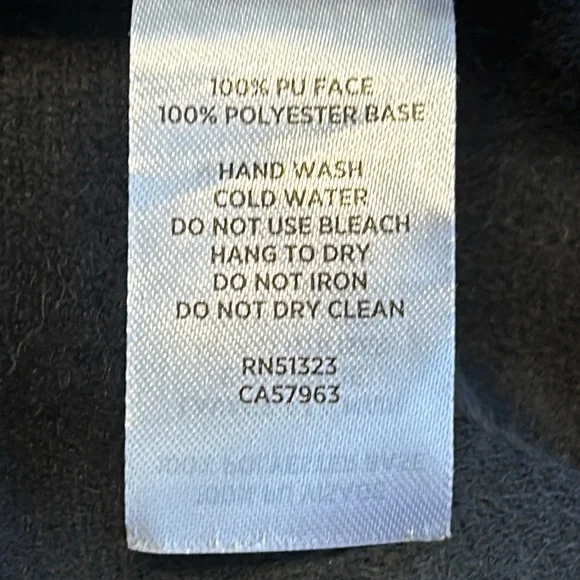 100% PU FACE
100% POLYESTER BASE
HAND WASH
COLD WATER
DO NOT USE BLEACH
HANG TO DRY
DO NOT IRON
DO NOT DRY CLEAN
RN51323
CA57963